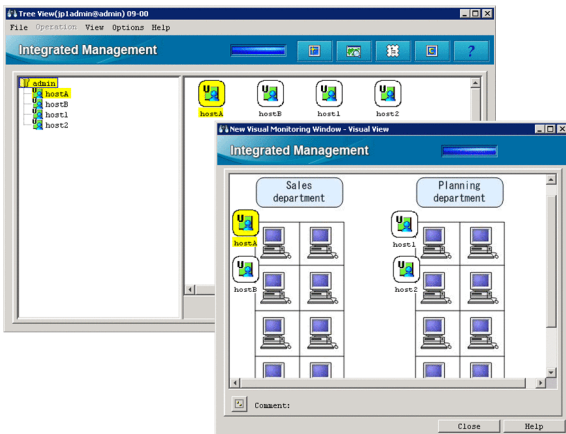 Tree View(jp1admin@admin) 09-00
File Operation View Options Help
Integrated Management
?
admin
hostA
hostB
host1
host2
U hostA
U hostB
U host1
U host2
New Visual Monitoring Window - Visual View
Integrated Management
Sales department
Planning department
U hostA
U host1
U hostB
U host2
Comment:
Close Help